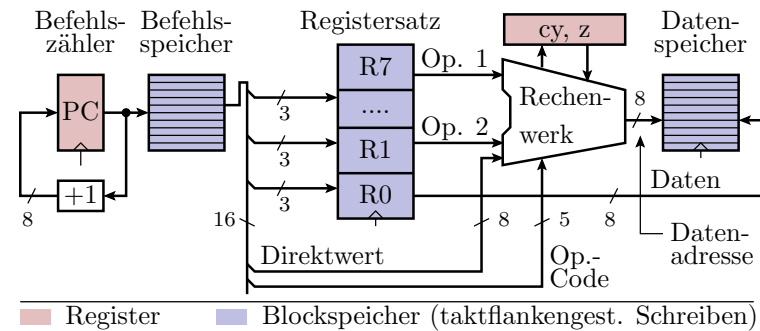 Befehls-
zähler
Befehls-
speicher
Registersatz
cy, z
Daten-
speicher
PC
+1
8
16
3
3
3
R7
....
R1
R0
Op. 1
Op. 2
Rechen-
werk
8
Daten
8
5
8
Direktwert
Op.-
Code
Daten-
adresse
Register
Blockspeicher (taktflankengest. Schreiben)